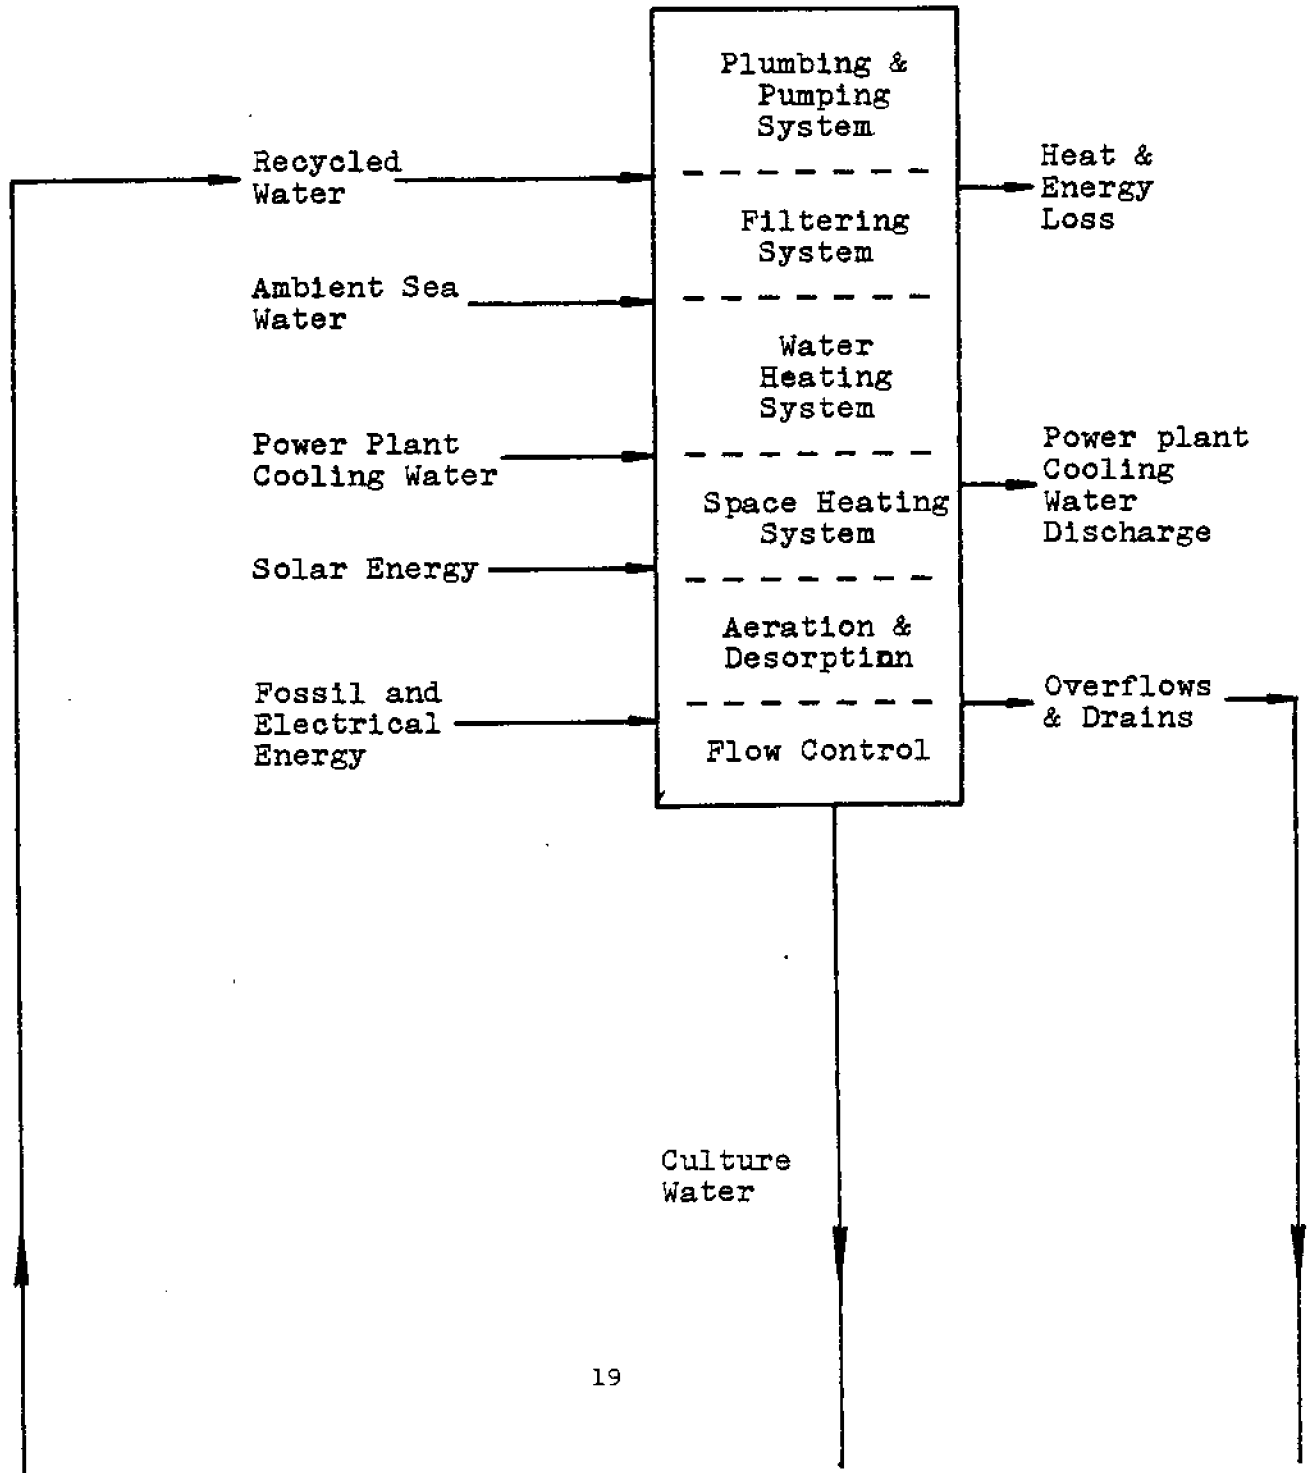 Plumbing &
Pumping
System
Recycled
Water
Heat &
Energy
Loss
Filtering
System
Ambient Sea
Water
Water
Heating
System
Power Plant
Cooling Water
Power plant
Cooling
Water
Discharge
Space Heating
System
Solar Energy
Aeration &
Desorption
Fossil and
Electrical
Energy
Overflows
& Drains
Flow Control
Culture
Water
19